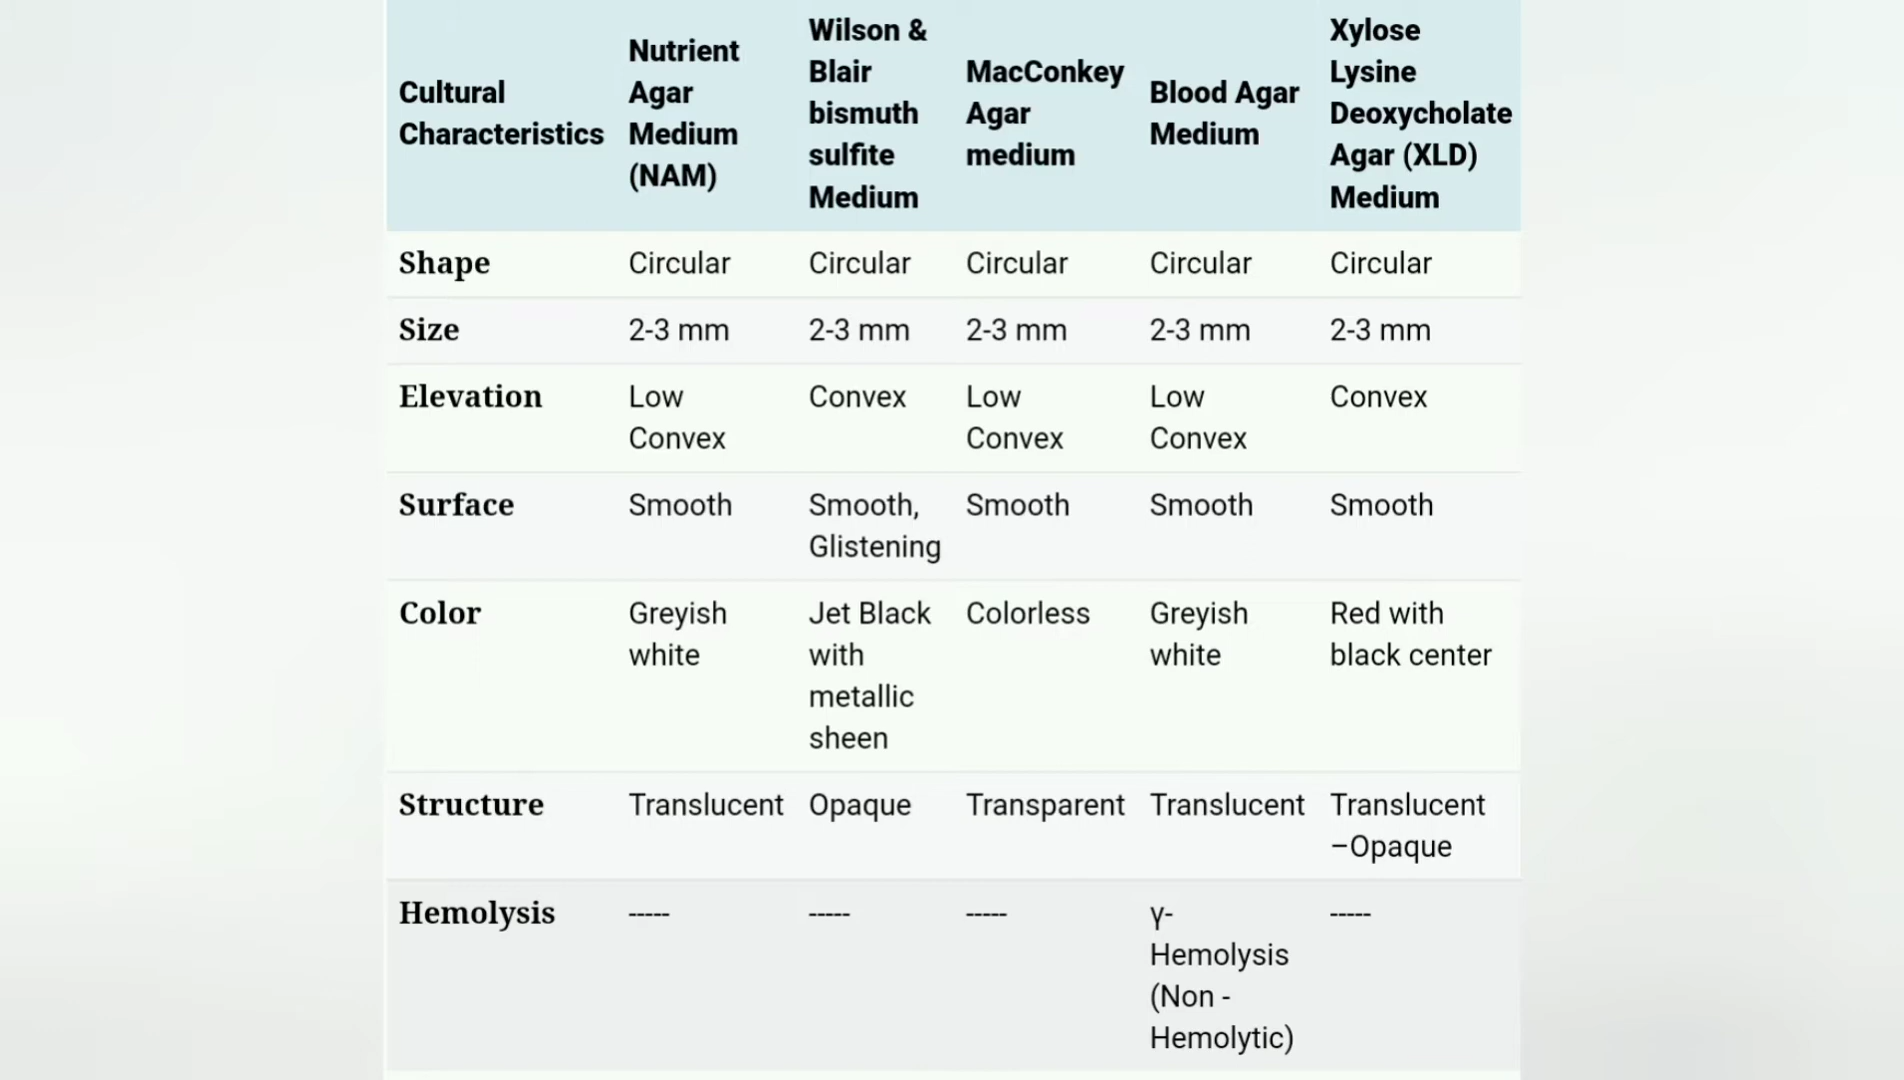 Cultural Characteristics
Nutrient Agar Medium (NAM)
Wilson & Blair bismuth sulfite Medium
MacConkey Agar medium
Blood Agar Medium
Xylose Lysine Deoxycholate Agar (XLD) Medium
Shape Circular Circular Circular Circular Circular
Size 2-3 mm 2-3 mm 2-3 mm 2-3 mm 2-3 mm
Elevation Low Convex Convex Low Convex Low Convex Convex
Surface Smooth Smooth, Glistening Smooth Smooth Smooth
Color Greyish white Jet Black with metallic sheen Colorless Greyish white Red with black center
Structure Translucent Opaque Transparent Translucent Translucent –Opaque
Hemolysis ----- ----- ----- γ- Hemolysis (Non - Hemolytic) -----